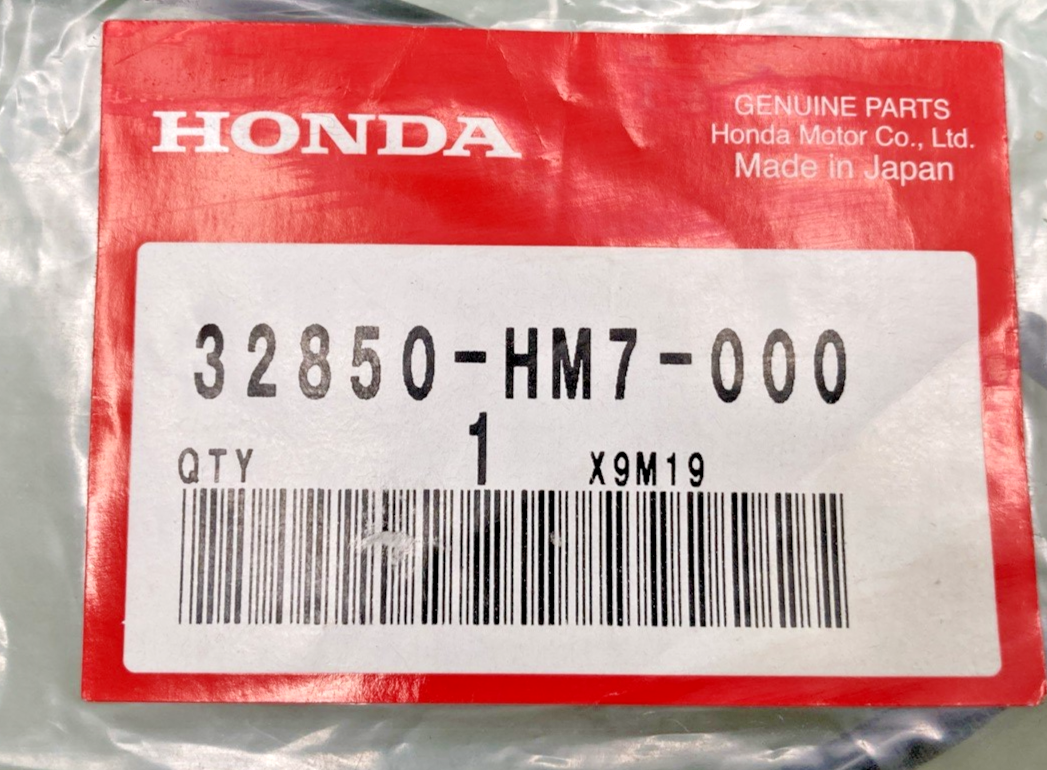 HONDA
GENUINE PARTS
Honda Motor Co., Ltd.
Made in Japan
32850-HM7-000
QTY 1 X9M19